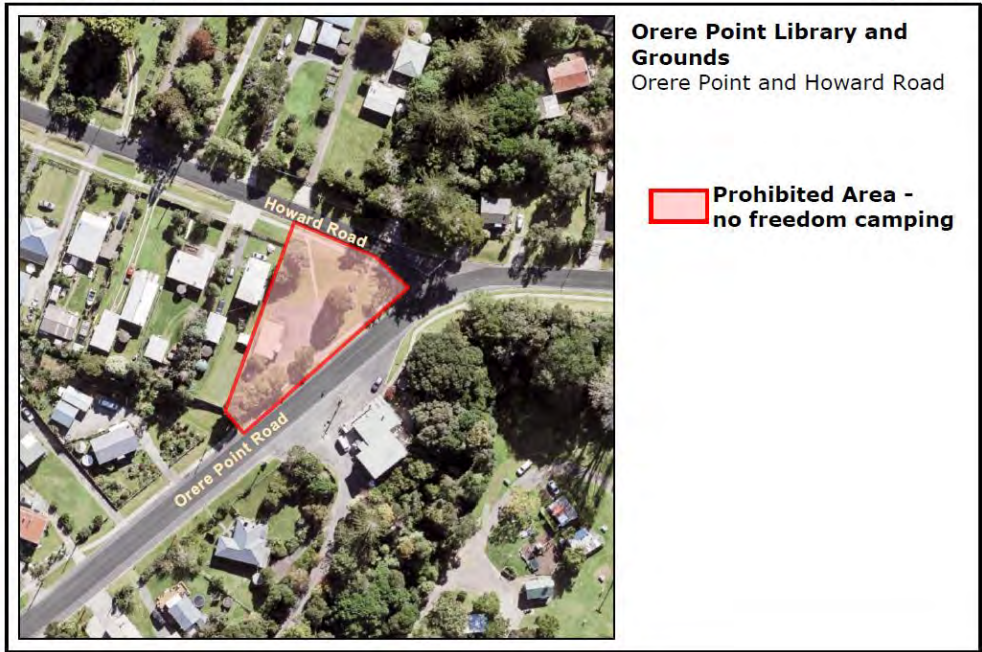 Orere Point Library and
Grounds
Orere Point and Howard Road
Prohibited Area -
no freedom camping
Howard Road
Orere Point Road